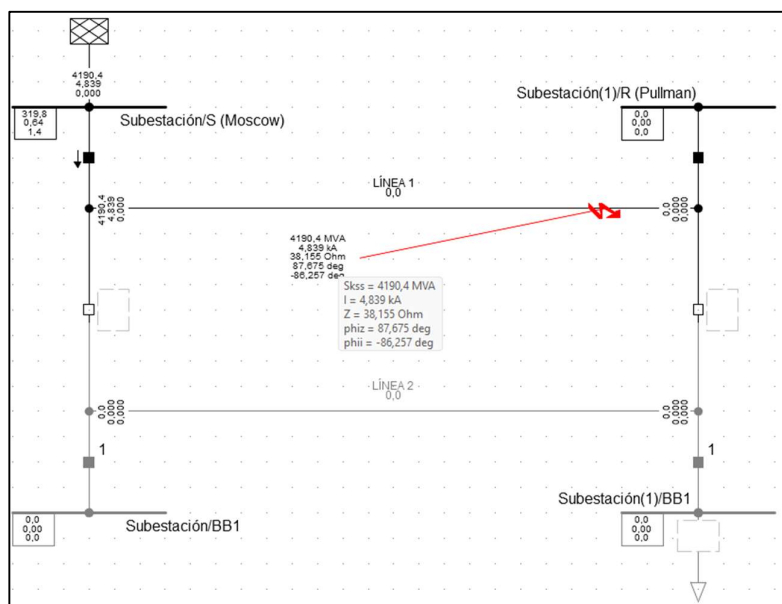 4190,4
4,839
0,000
319,8
0,64
1,4
Subestación/S (Moscow)
Subestación(1)/R (Pullman)
0,0
0,00
0,0
LÍNEA 1
0,0
4190,4
4,839
0,000
0,0
0,000
0,000
4190,4 MVA
4,839 kA
38,155 Ohm
87,675 deg
-86,257 deg
Skss = 4190,4 MVA
I = 4,839 kA
Z = 38,155 Ohm
phiz = 87,675 deg
phii = -86,257 deg
LÍNEA 2
0,0
0,0
0,000
0,000
0,0
0,000
0,000
1
1
Subestación/BB1
Subestación(1)/BB1
0,0
0,00
0,0
0,0
0,00
0,0